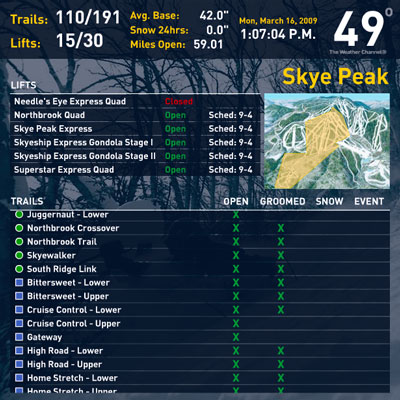 Trails: 110/191
Lifts: 15/30
Avg. Base: 42.0"
Snow 24hrs: 0.0"
Miles Open: 59.01
Mon, March 16, 2009
1:07:04 P.M.
49°
The Weather Channel®
Skye Peak
LIFTS
Needle's Eye Express Quad Closed
Northbrook Quad Open Sched: 9-4
Skye Peak Express Open Sched: 9-4
Skyeship Express Gondola Stage I Open Sched: 9-4
Skyeship Express Gondola Stage II Open Sched: 9-4
Superstar Express Quad Open Sched: 9-4
TRAILS OPEN GROOMED SNOW EVENT
Juggernaut - Lower X
Northbrook Crossover X X
Northbrook Trail X X
Skyewalker X X
South Ridge Link X X
Bittersweet - Lower X X
Bittersweet - Upper X X
Cruise Control - Lower X X
Cruise Control - Upper X
Gateway X
High Road - Lower X X
High Road - Upper X X
Home Stretch - Lower X X
Home Stretch - Upper X X